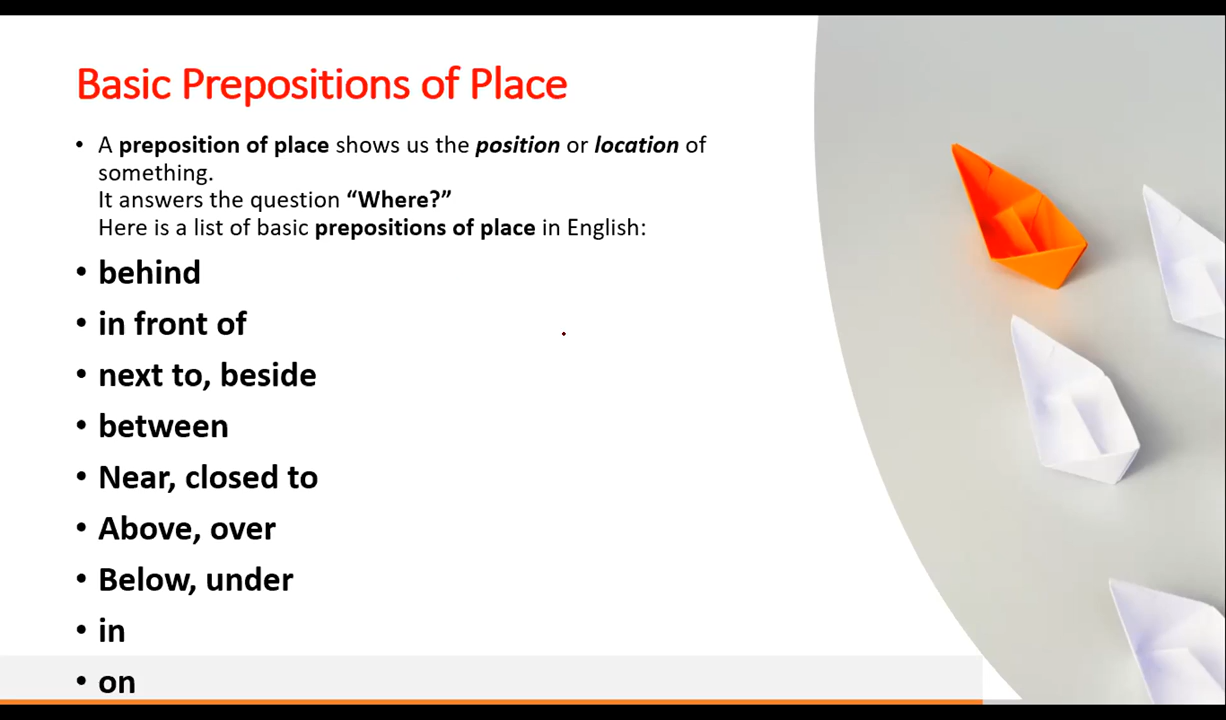 Basic Prepositions of Place
• A preposition of place shows us the position or location of
something.
It answers the question “Where?”
Here is a list of basic prepositions of place in English:
• behind
• in front of
• next to, beside
• between
• Near, closed to
• Above, over
• Below, under
• in
• on